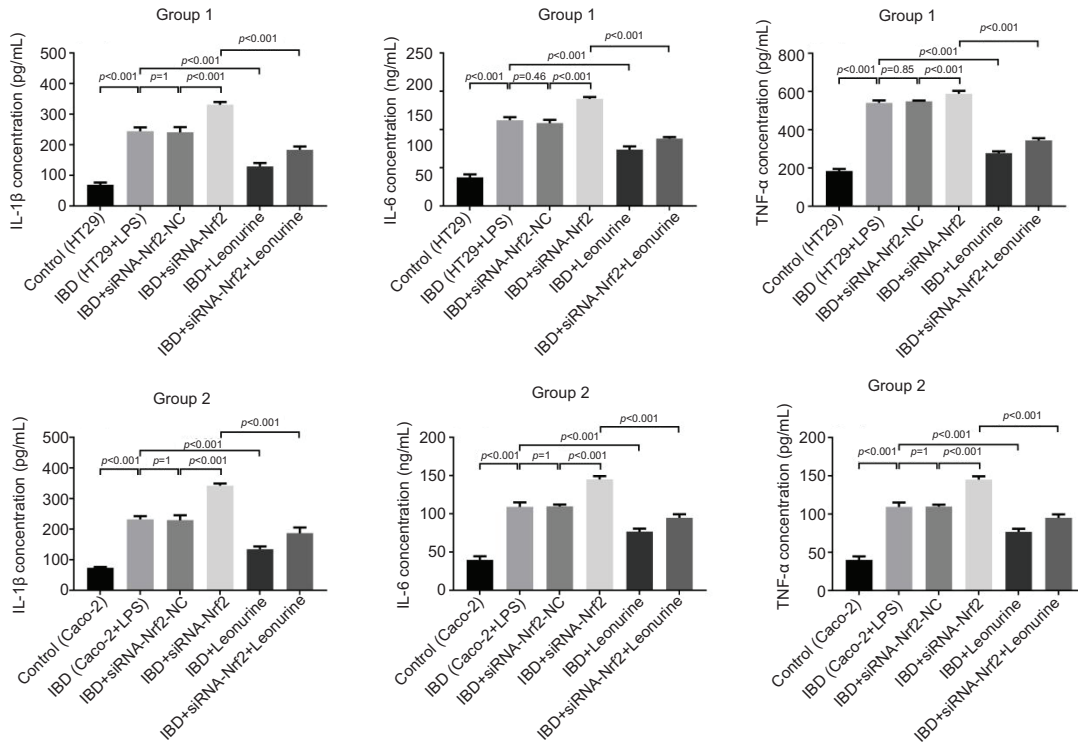 Group 1
IL-1β concentration (pg/mL)
500
400
300
200
100
0
p<0.001
p<0.001
p<0.001
p=1
p<0.001
Control (HT29)
IBD (HT29+LPS)
IBD+siRNA-Nrf2-NC
IBD+siRNA-Nrf2
IBD+Leonurine
IBD+siRNA-Nrf2+Leonurine
Group 1
IL-6 concentration (ng/mL)
250
200
150
100
50
0
p<0.001
p<0.001
p<0.001
p=0.46
p<0.001
Control (HT29)
IBD (HT29+LPS)
IBD+siRNA-Nrf2-NC
IBD+siRNA-Nrf2
IBD+Leonurine
IBD+siRNA-Nrf2+Leonurine
Group 1
TNF-α concentration (pg/mL)
800
600
400
200
0
p<0.001
p<0.001
p<0.001
p=0.85
p<0.001
Control (HT29)
IBD (HT29+LPS)
IBD+siRNA-Nrf2-NC
IBD+siRNA-Nrf2
IBD+Leonurine
IBD+siRNA-Nrf2+Leonurine
Group 2
IL-1β concentration (pg/mL)
500
400
300
200
100
0
p<0.001
p<0.001
p<0.001
p=1
p<0.001
Control (Caco-2)
IBD (Caco-2+LPS)
IBD+siRNA-Nrf2-NC
IBD+siRNA-Nrf2
IBD+Leonurine
IBD+siRNA-Nrf2+Leonurine
Group 2
IL-6 concentration (ng/mL)
200
150
100
50
0
p<0.001
p<0.001
p<0.001
p=1
p<0.001
Control (Caco-2)
IBD (Caco-2+LPS)
IBD+siRNA-Nrf2-NC
IBD+siRNA-Nrf2
IBD+Leonurine
IBD+siRNA-Nrf2+Leonurine
Group 2
TNF-α concentration (pg/mL)
200
150
100
50
0
p<0.001
p<0.001
p<0.001
p=1
p<0.001
Control (Caco-2)
IBD (Caco-2+LPS)
IBD+siRNA-Nrf2-NC
IBD+siRNA-Nrf2
IBD+Leonurine
IBD+siRNA-Nrf2+Leonurine